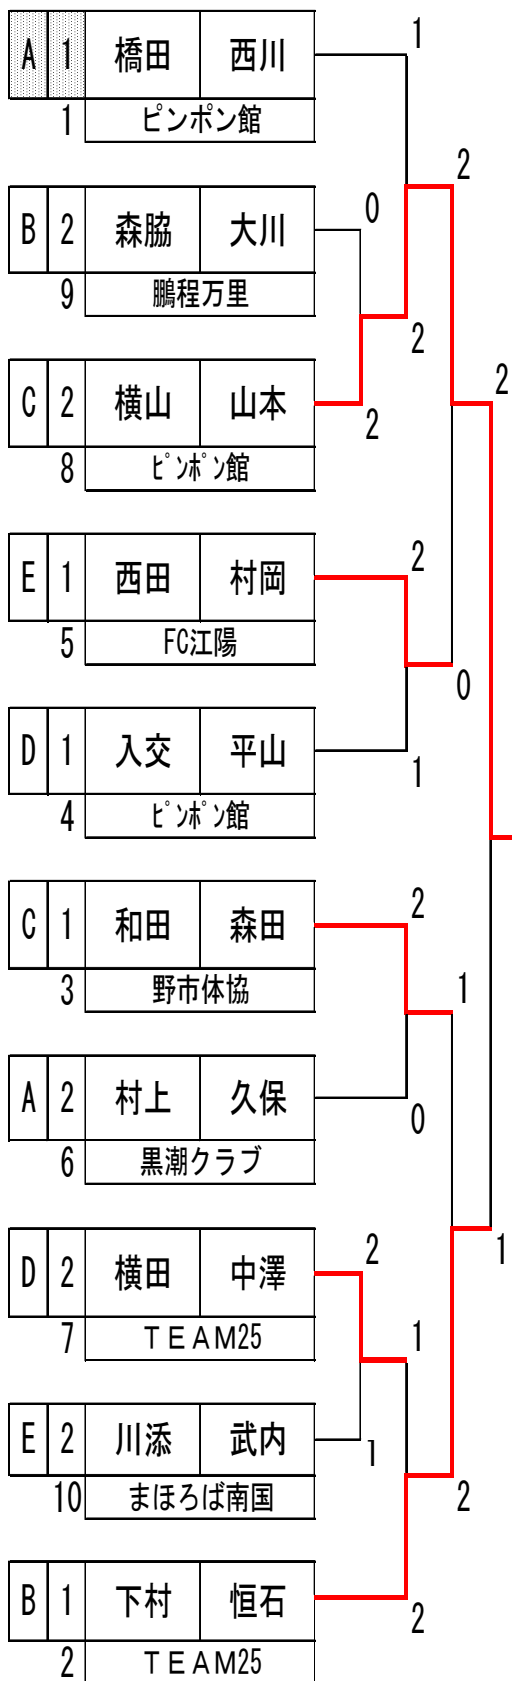 1
A 1 橋田 西川
1 ピンポン館
2
B 2 森脇 大川
0
9 鵬程万里
2
C 2 横山 山本
2
2
8 ピンポン館
E 1 西田 村岡
2
5 FC江陽
0
D 1 入交 平山
1
4 ピンポン館
C 1 和田 森田
2
3 野市体協
1
A 2 村上 久保
0
6 黒潮クラブ
D 2 横田 中澤
2
1
7 TEAM25
1
E 2 川添 武内
1
10 まほろば南国
2
B 1 下村 恒石
2
2 TEAM25